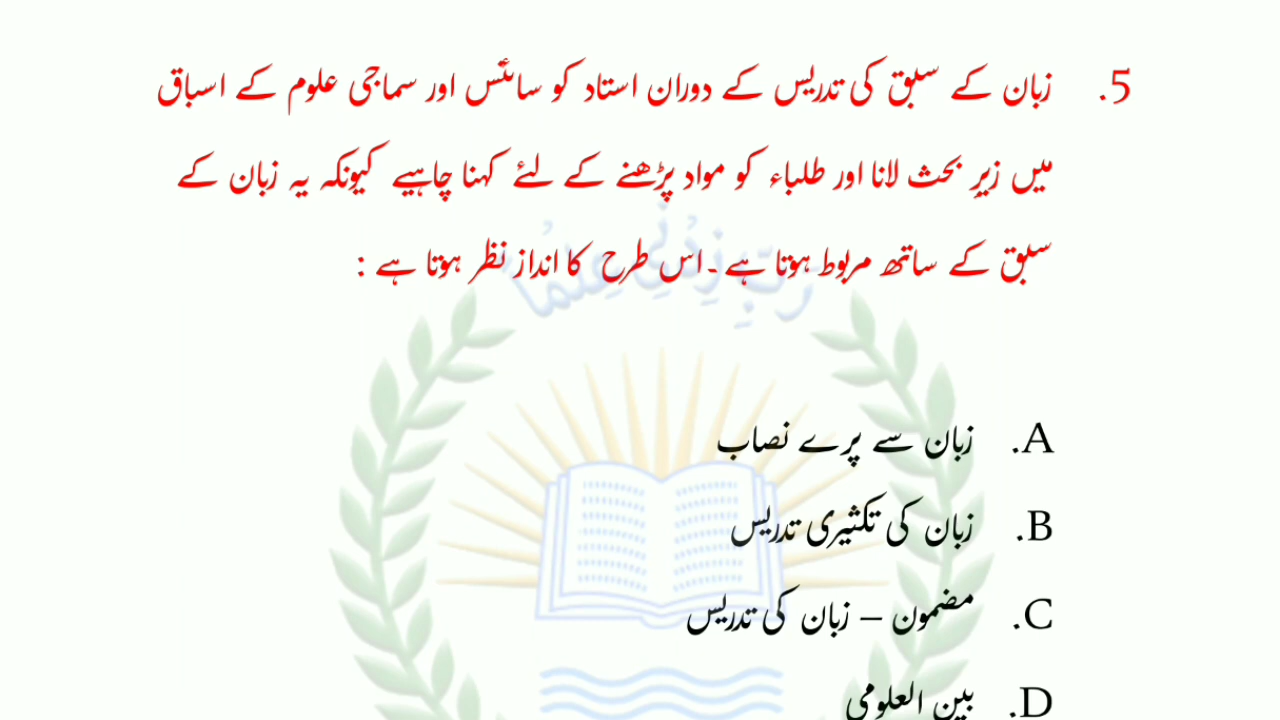 5. زبان کے سبق کی تدریس کے دوران استاد کو سائنس اور سماجی علوم کے اسباق
میں زیرِ بحث لانا اور طلباء کو مواد پڑھنے کے لئے کہنا چاہیے کیونکہ یہ زبان کے
سبق کے ساتھ مربوط ہوتا ہے ۔اس طرح کا انداز نظر ہوتا ہے :
رَبِّ زِدْنِي عِلْمًا
A. زبان سے پرے نصاب
B. زبان کی تکثیری تدریس
C. مضمون – زبان کی تدریس
D. بین العلومی